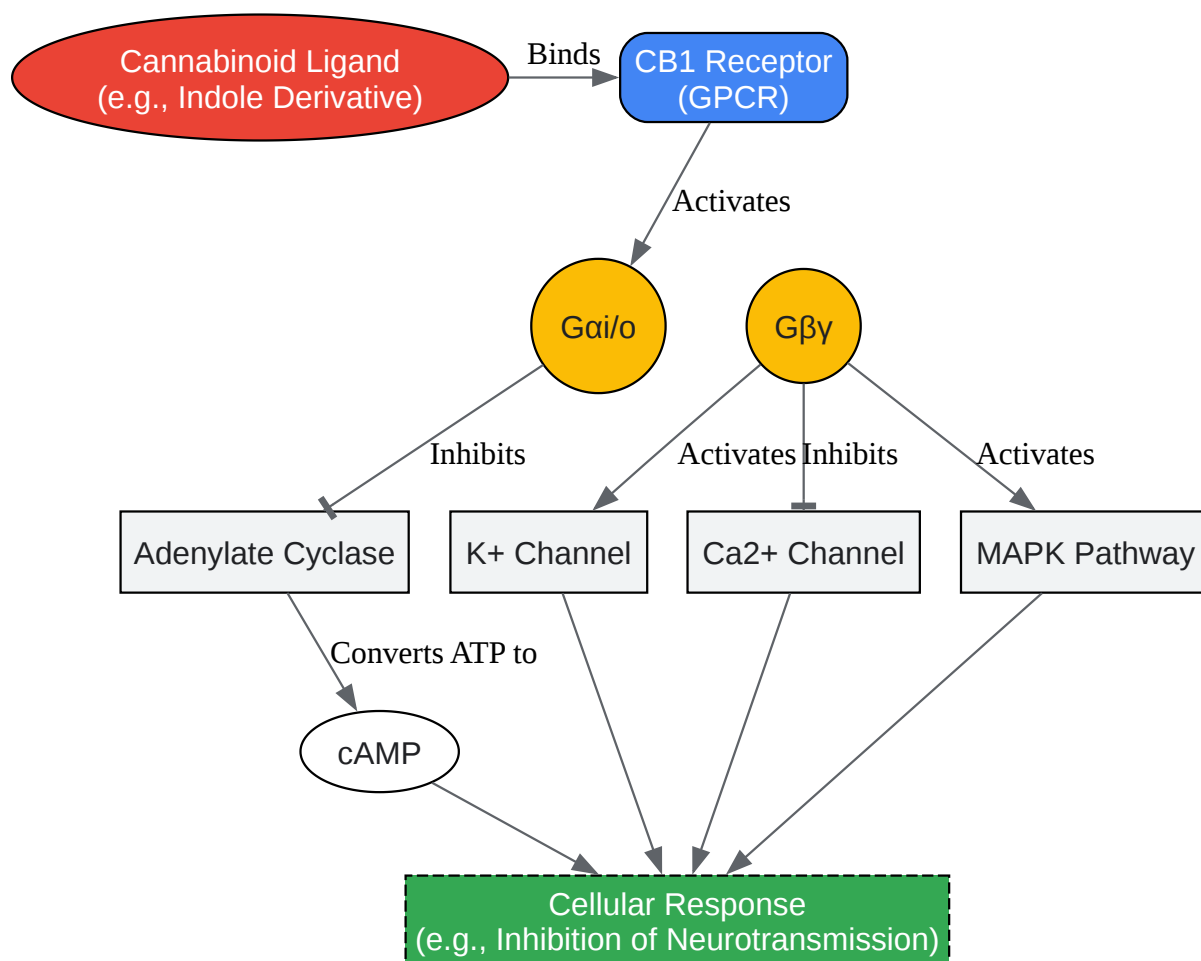 Cannabinoid Ligand
(e.g., Indole Derivative)
Binds
CB1 Receptor
(GPCR)
Activates
Gαi/o
Gβγ
Inhibits
Activates
Inhibits
Activates
Adenylate Cyclase
K+ Channel
Ca2+ Channel
MAPK Pathway
Converts ATP to
cAMP
Cellular Response
(e.g., Inhibition of Neurotransmission)